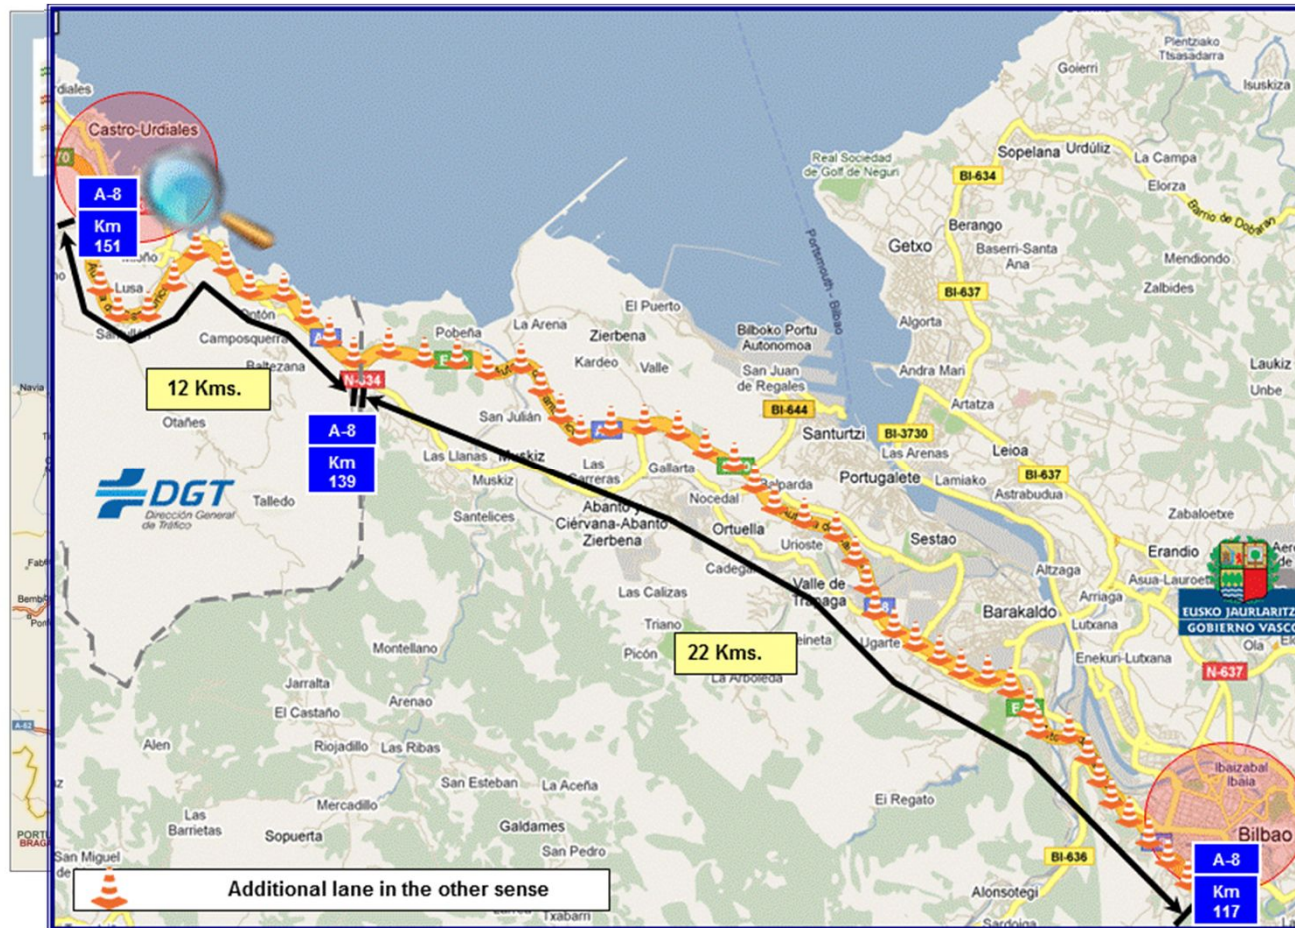 Plentziako
Ttsasadarra
Goierri
Isuskiza
Castro-Urdiales
Real Sociedad
de Golf de Neguri
Sopelana
Urdúliz
La Campa
Elorza
BI-634
Barrio de Dobaran
Berango
Getxo
Baserri-Santa
Ana
Mendiondo
Zalbides
BI-637
Portsmouth - Bilbao
A-8
Km
151
Lusa
Camposquerra
Baltezana
Otañes
12 Kms.
N-634
A-8
Km
139
Pobeña
La Arena
El Puerto
Zierbena
Kardeo
Valle
Bilboko Portu
Autonomoa
San Juan
de Regales
Algorta
Andra Mari
Laukiz
Unbe
Artatza
BI-644
Santurtzi
BI-3730
Las Arenas
Leioa
BI-637
Portugalete
Lamiako
Astrabudua
San Julián
Muskiz
Las Llanas
Muskiz
Las
Carreras
Gallarta
Nocedal
Balparda
Santelices
Abanto y
Ciérvana-Abanto
Zierbena
Ortuella
Urioste
Sestao
Zabaloetxe
Erandio
DGT
Dirección General
de Tráfico
Talledo
Las Calizas
Valle de
Trapaga
Triano
Picón
Ugarte
Barakaldo
Altzaga
Arriaga
Asua-Lauroeta
Lutxana
Enekuri-Lutxana
EUSKO JAURLARITZA
GOBIERNO VASCO
Ola
N-637
22 Kms.
La Arboleda
Montellano
Jarralta
Arenao
El Castaño
Alen
Riojadillo
Las Ribas
San Esteban
La Aceña
Mercadillo
Las
Barrietas
Sopuerta
Galdames
San Pedro
El Regato
Ibaizabal
Ibaia
Bilbao
BI-636
A-8
Km
117
Alonsotegi
San Miguel
Navia
Additional lane in the other sense
Txabarri